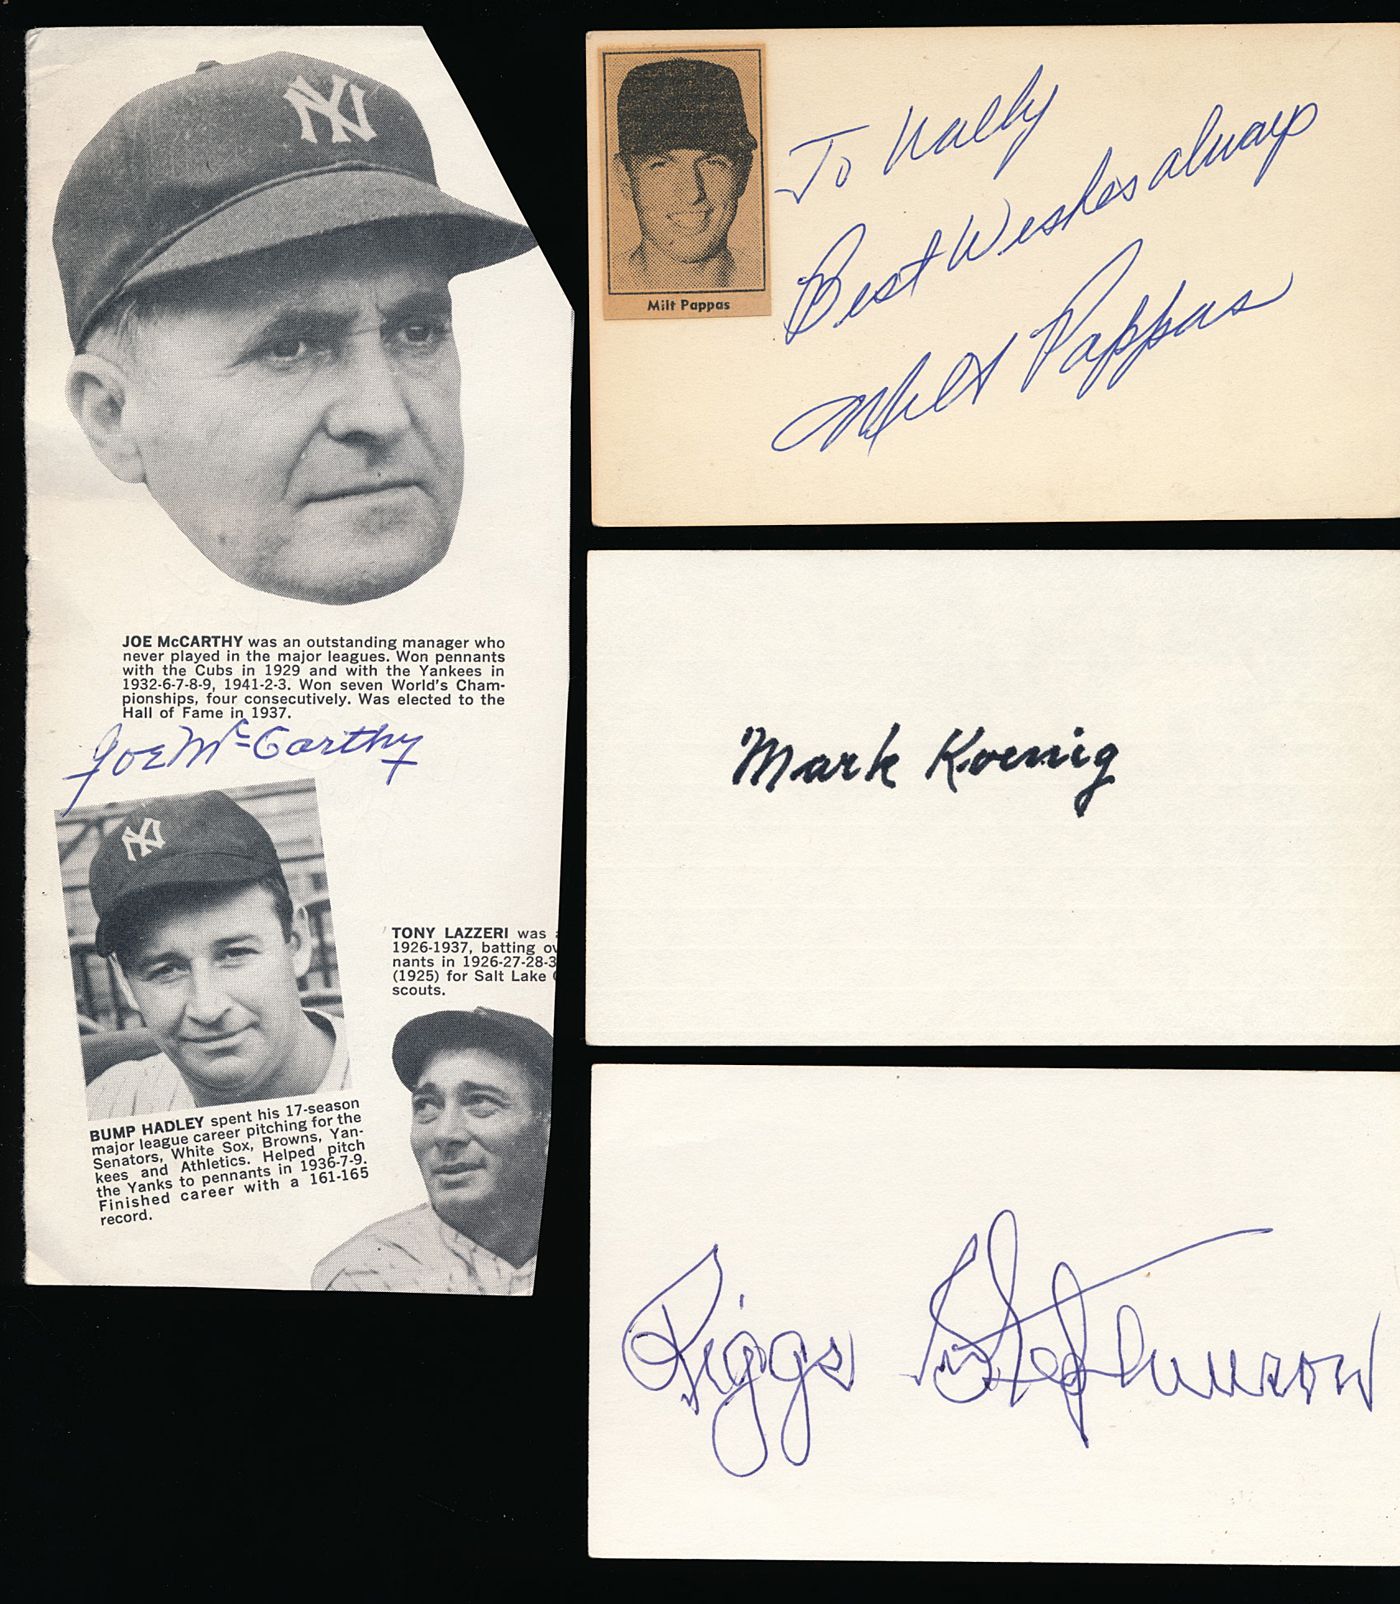 NY
JOE McCARTHY was an outstanding manager who
never played in the major leagues. Won pennants
with the Cubs in 1929 and with the Yankees in
1932-6-7-8-9, 1941-2-3. Won seven World's Cham-
pionships, four consecutively. Was elected to the
Hall of Fame in 1937.
Joe McCarthy
NY
BUMP HADLEY spent his 17-season
major league career pitching for the
Senators, White Sox, Browns, Yan-
kees and Athletics. Helped pitch
the Yanks to pennants in 1936-7-9.
Finished career with a 161-165
record.
TONY LAZZERI was
1926-1937, batting ov
nants in 1926-27-28-3
(1925) for Salt Lake
scouts.
Milt Pappas
To Wally
Best Wishes always
Milt Pappas
Mark Koenig
Riggs Stephenson